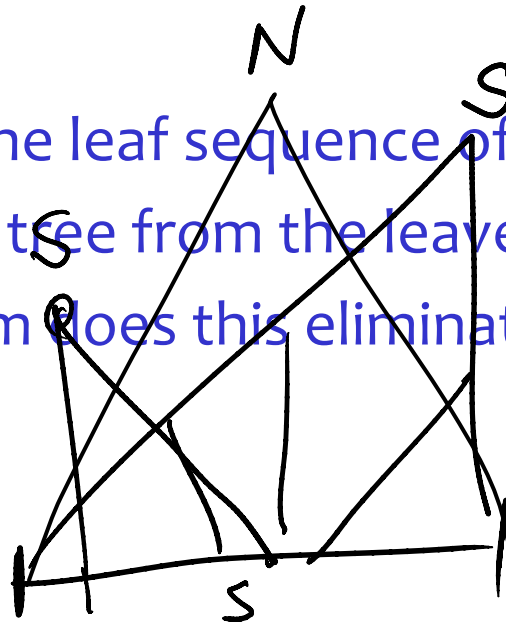 N
S
he leaf sequence of
S
tree from the leave
m does this eliminat
S